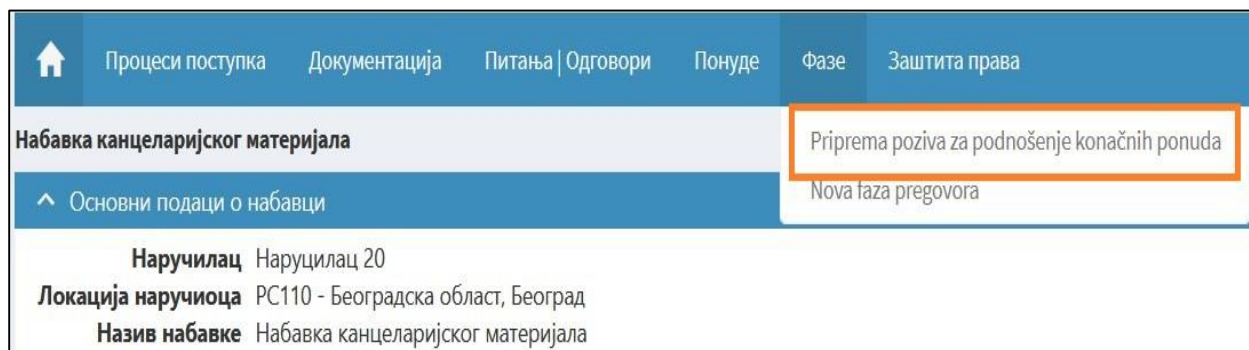 Процеси поступка Документација Питања | Одговори Понуде Фазе Заштита права
Набавка канцеларијског материјала
Priprema poziva za podnošenje konačnih ponuda
Nova faza pregovora
Основни подаци о набавци
Наручилац Наруцилац 20
Локација наручиоца РС110 - Београдска област, Београд
Назив набавке Набавка канцеларијског материјала